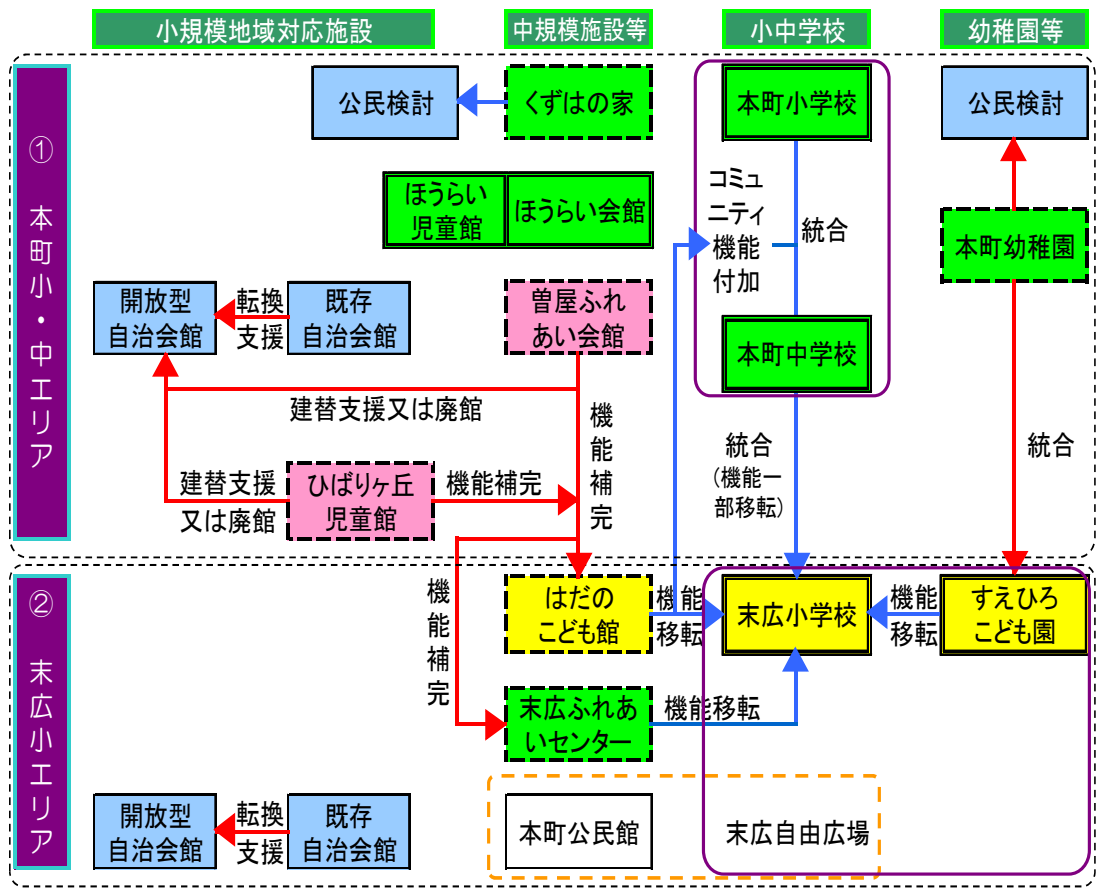 小規模地域対応施設
中規模施設等
小中学校
幼稚園等
① 本町小・中エリア
公民検討
くずはの家
本町小学校
公民検討
ほうらい
児童館
ほうらい会館
コミュ
ニティ
機能
付加
統合
本町幼稚園
開放型
自治会館
転換
支援
既存
自治会館
曽屋ふれ
あい会館
本町中学校
建替支援又は廃館
機能補完
統合
(機能一
部移転)
統合
建替支援
又は廃館
ひばりヶ丘
児童館
機能補完
② 末広小エリア
機能補完
はだの
こども館
機能
移転
末広小学校
機能
移転
すえひろ
こども園
末広ふれあ
いセンター
機能移転
開放型
自治会館
転換
支援
既存
自治会館
本町公民館
末広自由広場